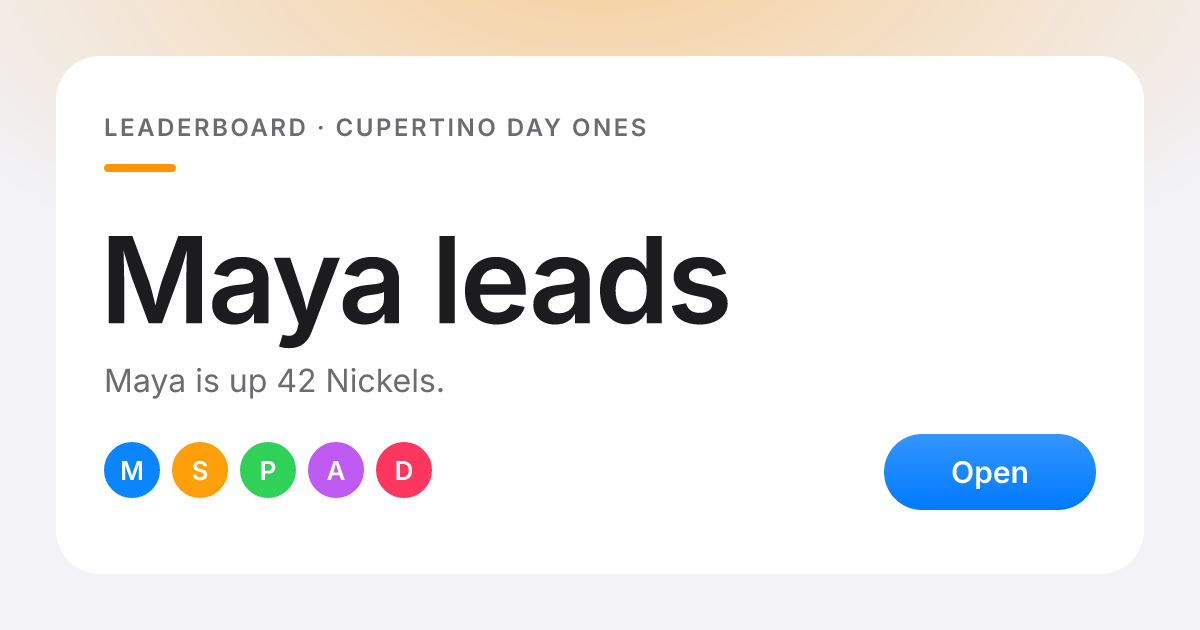 LEADERBOARD · CUPERTINO DAY ONES
Maya leads
Maya is up 42 Nickels.
M S P A D
Open